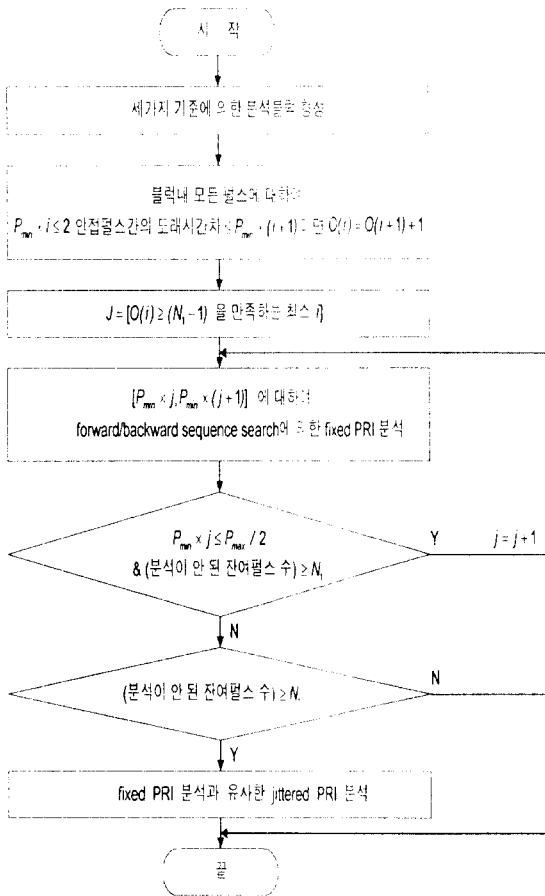 시 작
세가지 기준에 의한 분석블럭 형성
블럭내 모든 펄스에 대하여
P_min × i ≤ 2 인접펄스간의 도래시간차 ≤ P_min × (i+1) 면 O(i) = O(i+1)+1
J = [O(i) ≥ (N₁-1) 을 만족하는 최소 i]
[P_min × j, P_min × (j+1)] 에 대하여
forward/backward sequence search에 의한 fixed PRI 분석
P_min × j ≤ P_max / 2
Y
j = j+1
& (분석이 안 된 잔여펄스 수) ≥ N₁
N
(분석이 안 된 잔여펄스 수) ≥ N
N
Y
fixed PRI 분석과 유사한 jittered PRI 분석
끝